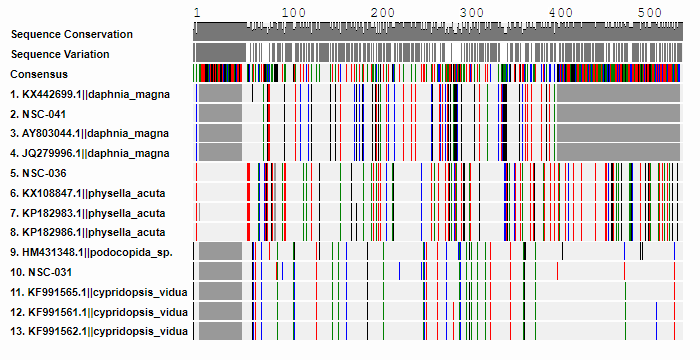 1 100 200 300 400 500
Sequence Conservation
Sequence Variation
Consensus
1. KX442699.1||daphnia_magna
2. NSC-041
3. AY803044.1||daphnia_magna
4. JQ279996.1||daphnia_magna
5. NSC-036
6. KX108847.1||physella_acuta
7. KP182983.1||physella_acuta
8. KP182986.1||physella_acuta
9. HM431348.1||podocopida_sp.
10. NSC-031
11. KF991565.1||cypridopsis_vidua
12. KF991561.1||cypridopsis_vidua
13. KF991562.1||cypridopsis_vidua